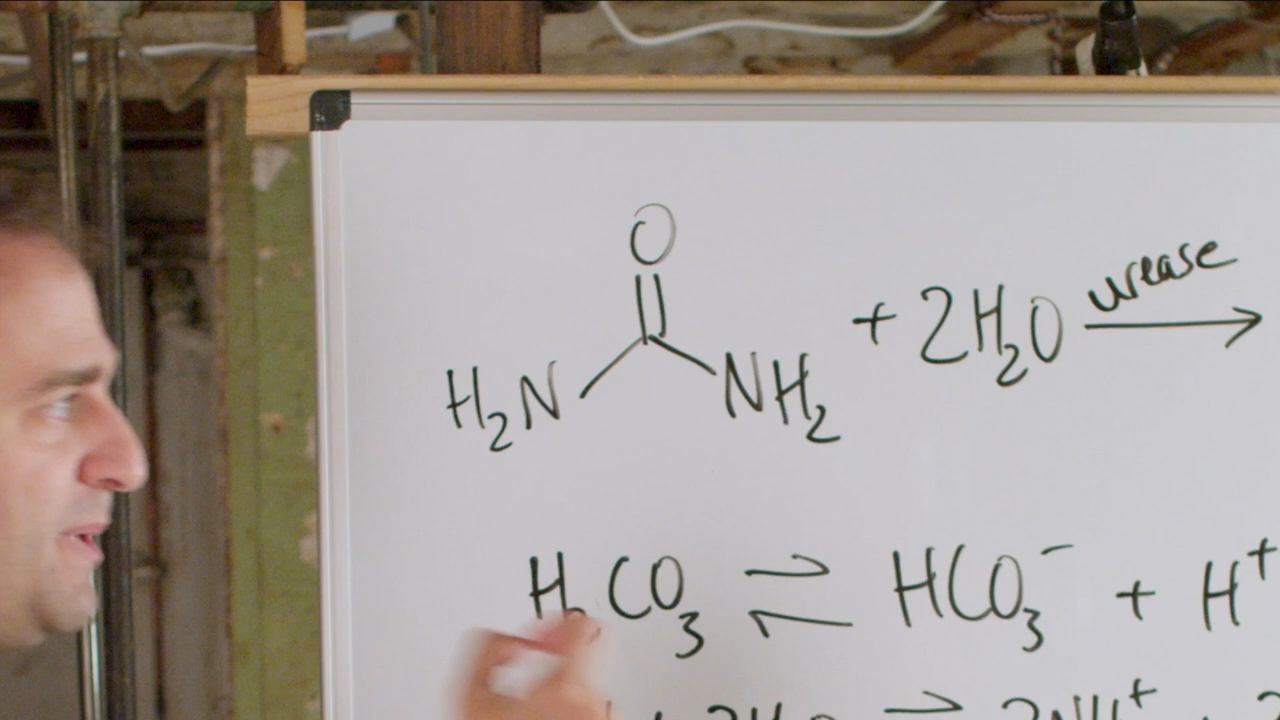 O
H₂N NH₂ + 2H₂O urease →
H₂CO₃ ⇌ HCO₃⁻ + H⁺